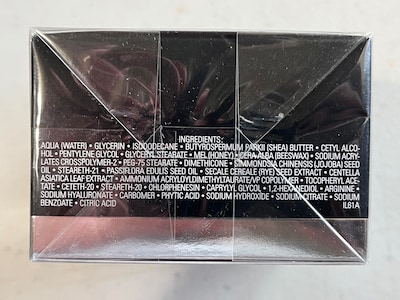 INGREDIENTS:
AQUA (WATER) • GLYCERIN • ISODODECANE • BUTYROSPERMUM PARKII (SHEA) BUTTER • CETYL ALCO-
HOL • PENTYLENE GLYCOL • GLYCERYL STEARATE • MEL (HONEY) • CERA ALBA (BEESWAX) • SODIUM ACRY-
LATES CROSSPOLYMER-2 • PEG-75 STEARATE • DIMETHICONE • SIMMONDSIA CHINENSIS (JOJOBA) SEED
OIL • STEARETH-21 • PASSIFLORA EDULIS SEED OIL • SECALE CEREALE (RYE) SEED EXTRACT • CENTELLA
ASIATICA LEAF EXTRACT • AMMONIUM ACRYLOYLDIMETHYLTAURATE/VP COPOLYMER • TOCOPHERYL ACE-
TATE • CETETH-20 • STEARETH-20 • CHLORPHENESIN • CAPRYLYL GLYCOL • 1,2-HEXANEDIOL • ARGININE •
SODIUM HYALURONATE • CARBOMER • PHYTIC ACID • SODIUM HYDROXIDE • SODIUM CITRATE • SODIUM
BENZOATE • CITRIC ACID IL61A